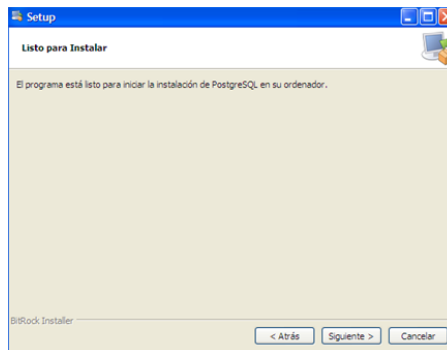 Setup
Listo para Instalar
El programa está listo para iniciar la instalación de PostgreSQL en su ordenador.
BitRock Installer
< Atrás
Siguiente >
Cancelar